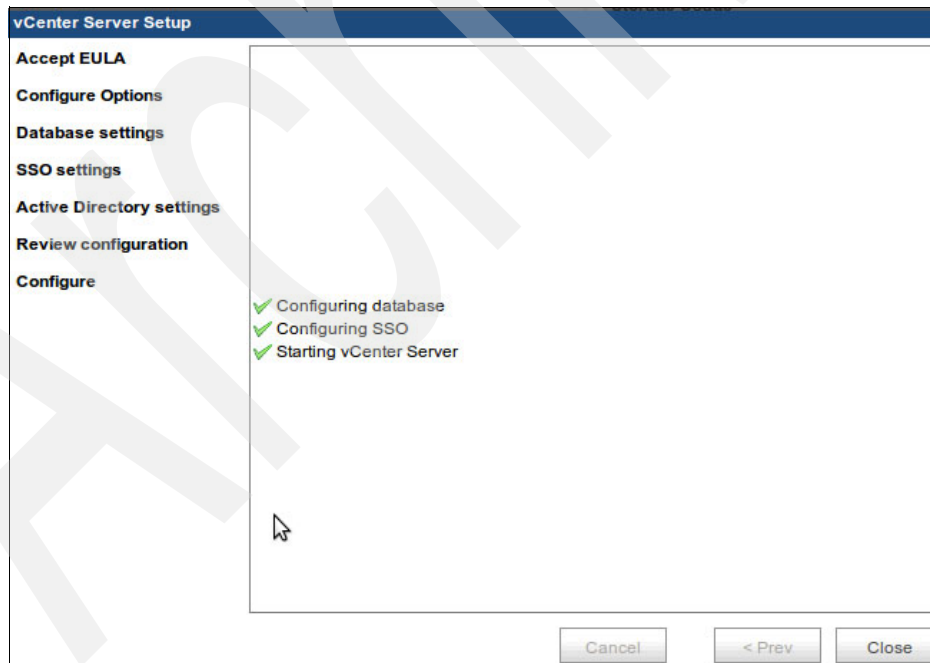 vCenter Server Setup
Accept EULA
Configure Options
Database settings
SSO settings
Active Directory settings
Review configuration
Configure
Configuring database
Configuring SSO
Starting vCenter Server
Cancel
< Prev
Close